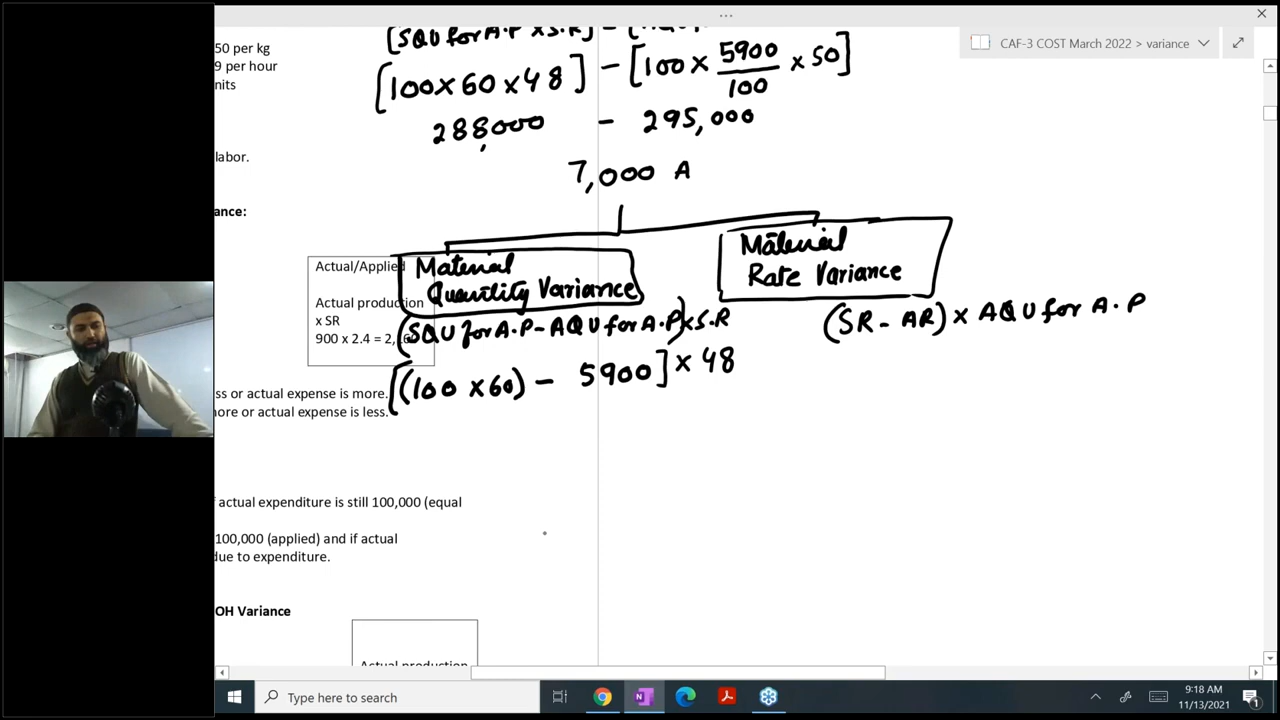 CAF-3 COST March 2022 > variance
[SQU for A.P x S.R] -
[100 x 60 x 48] - [100 x 5900/100 x 50]
288,000 - 295,000
7,000 A
50 per kg
9 per hour
nits
labor.
ance:
Material
Quantity Variance
Material
Rate Variance
(SQU for A.P - AQU for A.P) x S.R
(SR - AR) x AQU for A.P
[(100 x 60) - 5900] x 48
Actual/Applied
Actual production
x SR
900 x 2.4 = 2,160
ss or actual expense is more.
nore or actual expense is less.
f actual expenditure is still 100,000 (equal
100,000 (applied) and if actual
due to expenditure.
OH Variance
Actual production
Type here to search
9:18 AM
11/13/2021
1